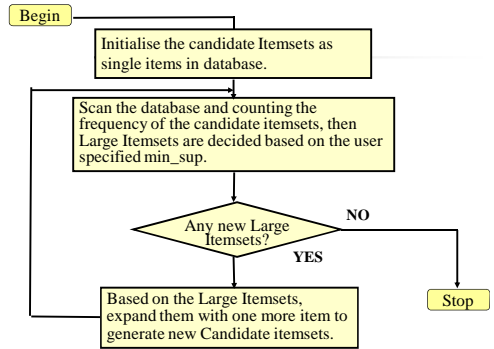 Begin
Initialise the candidate Itemsets as
single items in database.
Scan the database and counting the
frequency of the candidate itemsets, then
Large Itemsets are decided based on the user
specified min_sup.
Any new Large
Itemsets?
NO
YES
Based on the Large Itemsets,
expand them with one more item to
generate new Candidate itemsets.
Stop